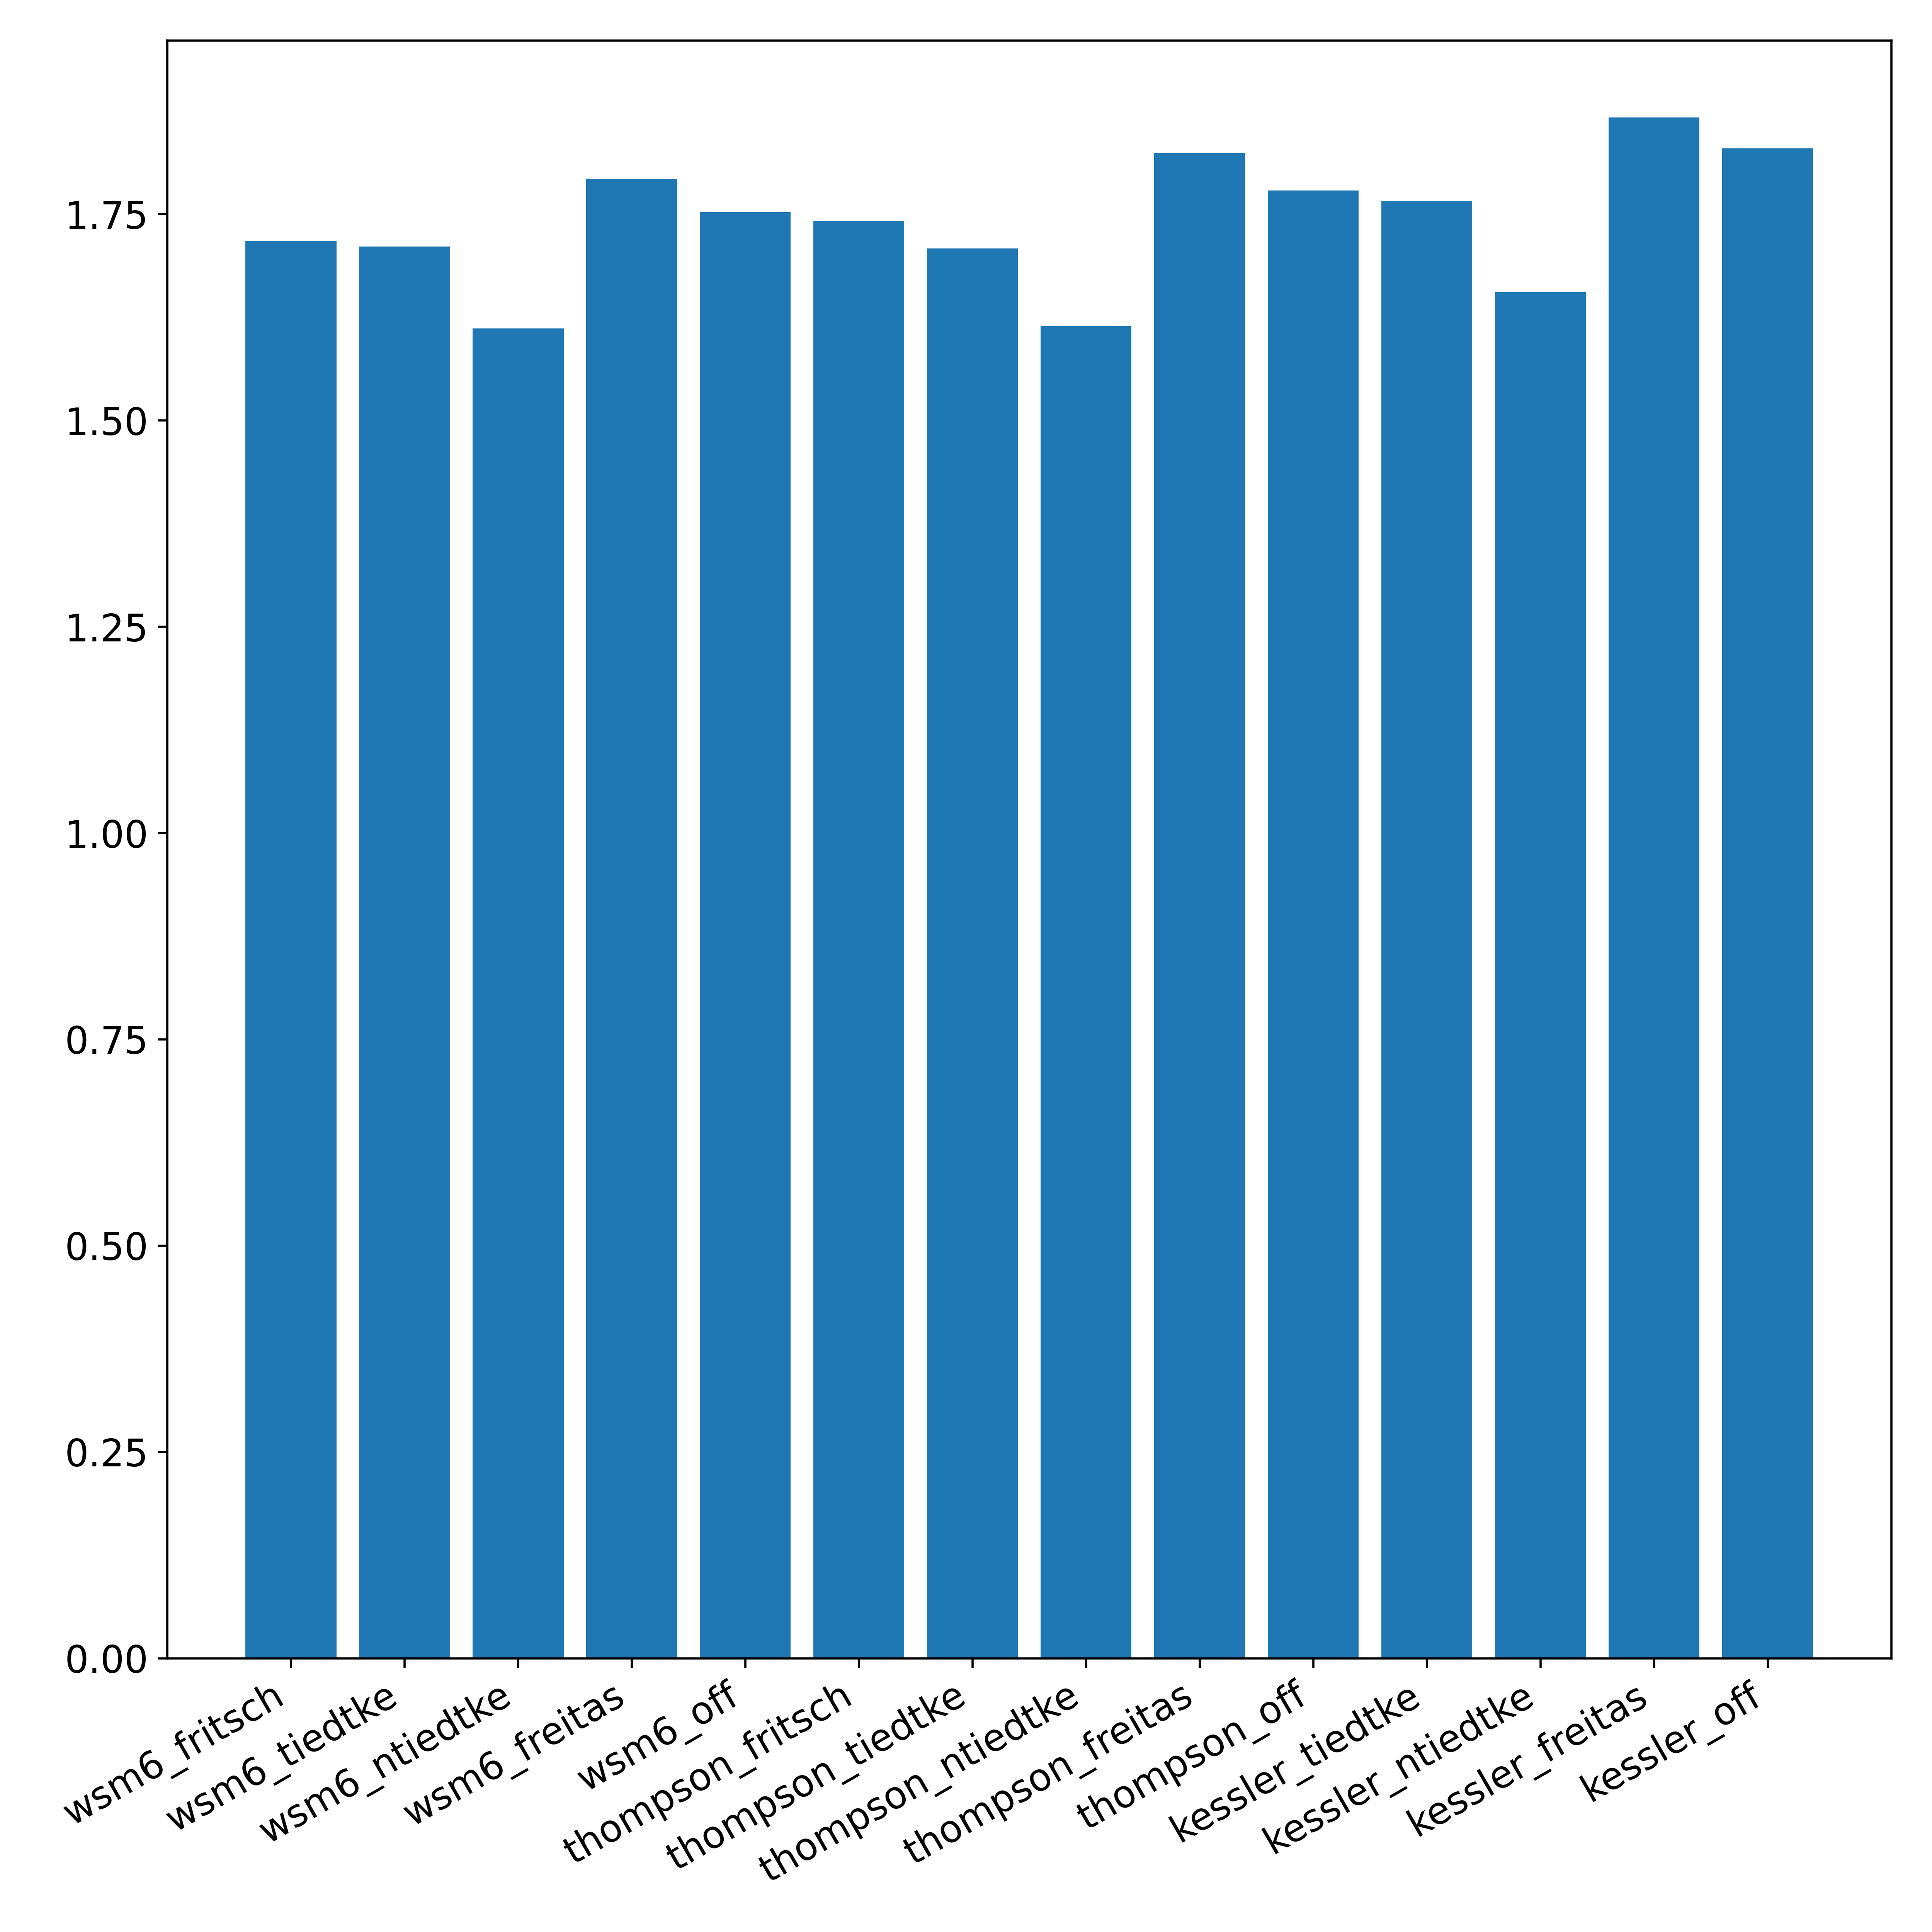 1.75
1.50
1.25
1.00
0.75
0.50
0.25
0.00
wsm6_fritsch
wsm6_tiedtke
wsm6_ntiedtke
wsm6_freitas
wsm6_off
thompson_fritsch
thompson_tiedtke
thompson_ntiedtke
thompson_freitas
thompson_off
kessler_tiedtke
kessler_ntiedtke
kessler_freitas
kessler_off